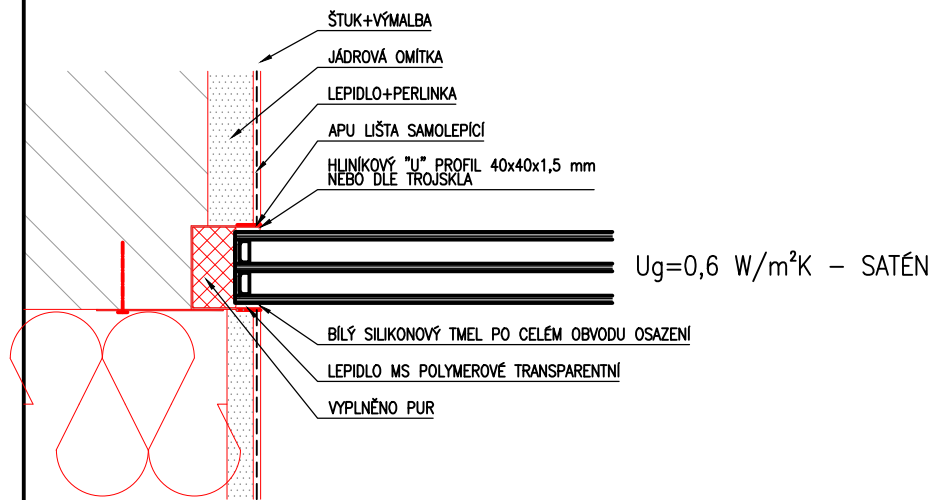 ŠTUK+VÝMALBA
JÁDROVÁ OMÍTKA
LEPIDLO+PERLINKA
APU LIŠTA SAMOLEPÍCÍ
HLINÍKOVÝ "U" PROFIL 40x40x1,5 mm
NEBO DLE TROJSKLA
Ug=0,6 W/m²K – SATÉN
BÍLÝ SILIKONOVÝ TMEL PO CELÉM OBVODU OSAZENÍ
LEPIDLO MS POLYMEROVÉ TRANSPARENTNÍ
VYPLNĚNO PUR